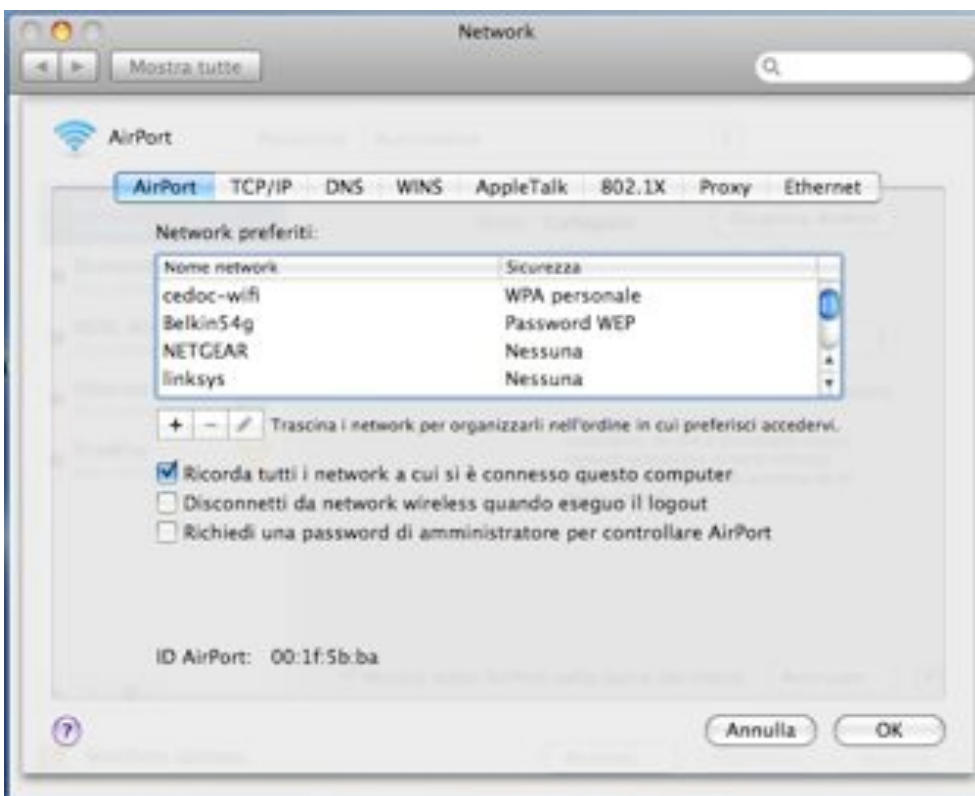 Network
Mostra tutte
AirPort
AirPort TCP/IP DNS WINS AppleTalk 802.1X Proxy Ethernet
Network preferiti:
Nome network Sicurezza
cedoc-wifi WPA personale
Belkin54g Password WEP
NETGEAR Nessuna
linksys Nessuna
+ - Trascina i network per organizzarli nell'ordine in cui preferisci accedervi.
Ricorda tutti i network a cui si è connesso questo computer
Disconnetti da network wireless quando eseguo il logout
Richiedi una password di amministratore per controllare AirPort
ID AirPort: 00:1f:5b:ba
? Annulla OK